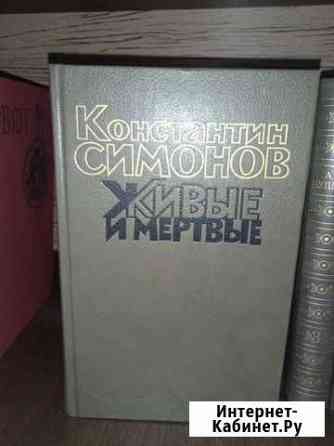 Константин
СИМОНОВ
ЖИВЫЕ
И МЕРТВЫЕ
Интернет-
Кабинет.Ру